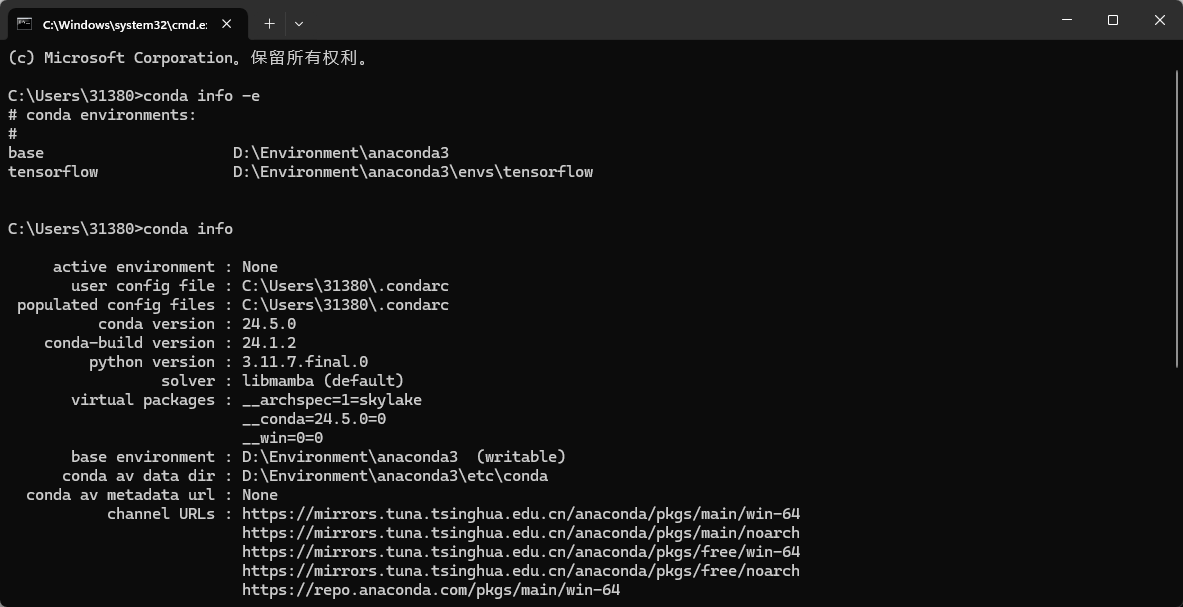 C:\Windows\system32\cmd.e:
(c) Microsoft Corporation。保留所有权利。
C:\Users\31380>conda info -e
# conda environments:
#
base                     D:\Environment\anaconda3
tensorflow               D:\Environment\anaconda3\envs\tensorflow
C:\Users\31380>conda info
     active environment : None
       user config file : C:\Users\31380\.condarc
 populated config files : C:\Users\31380\.condarc
          conda version : 24.5.0
    conda-build version : 24.1.2
         python version : 3.11.7.final.0
                 solver : libmamba (default)
       virtual packages : __archspec=1=skylake
                          __conda=24.5.0=0
                          __win=0=0
       base environment : D:\Environment\anaconda3  (writable)
      conda av data dir : D:\Environment\anaconda3\etc\conda
  conda av metadata url : None
           channel URLs : https://mirrors.tuna.tsinghua.edu.cn/anaconda/pkgs/main/win-64
                          https://mirrors.tuna.tsinghua.edu.cn/anaconda/pkgs/main/noarch
                          https://mirrors.tuna.tsinghua.edu.cn/anaconda/pkgs/free/win-64
                          https://mirrors.tuna.tsinghua.edu.cn/anaconda/pkgs/free/noarch
                          https://repo.anaconda.com/pkgs/main/win-64